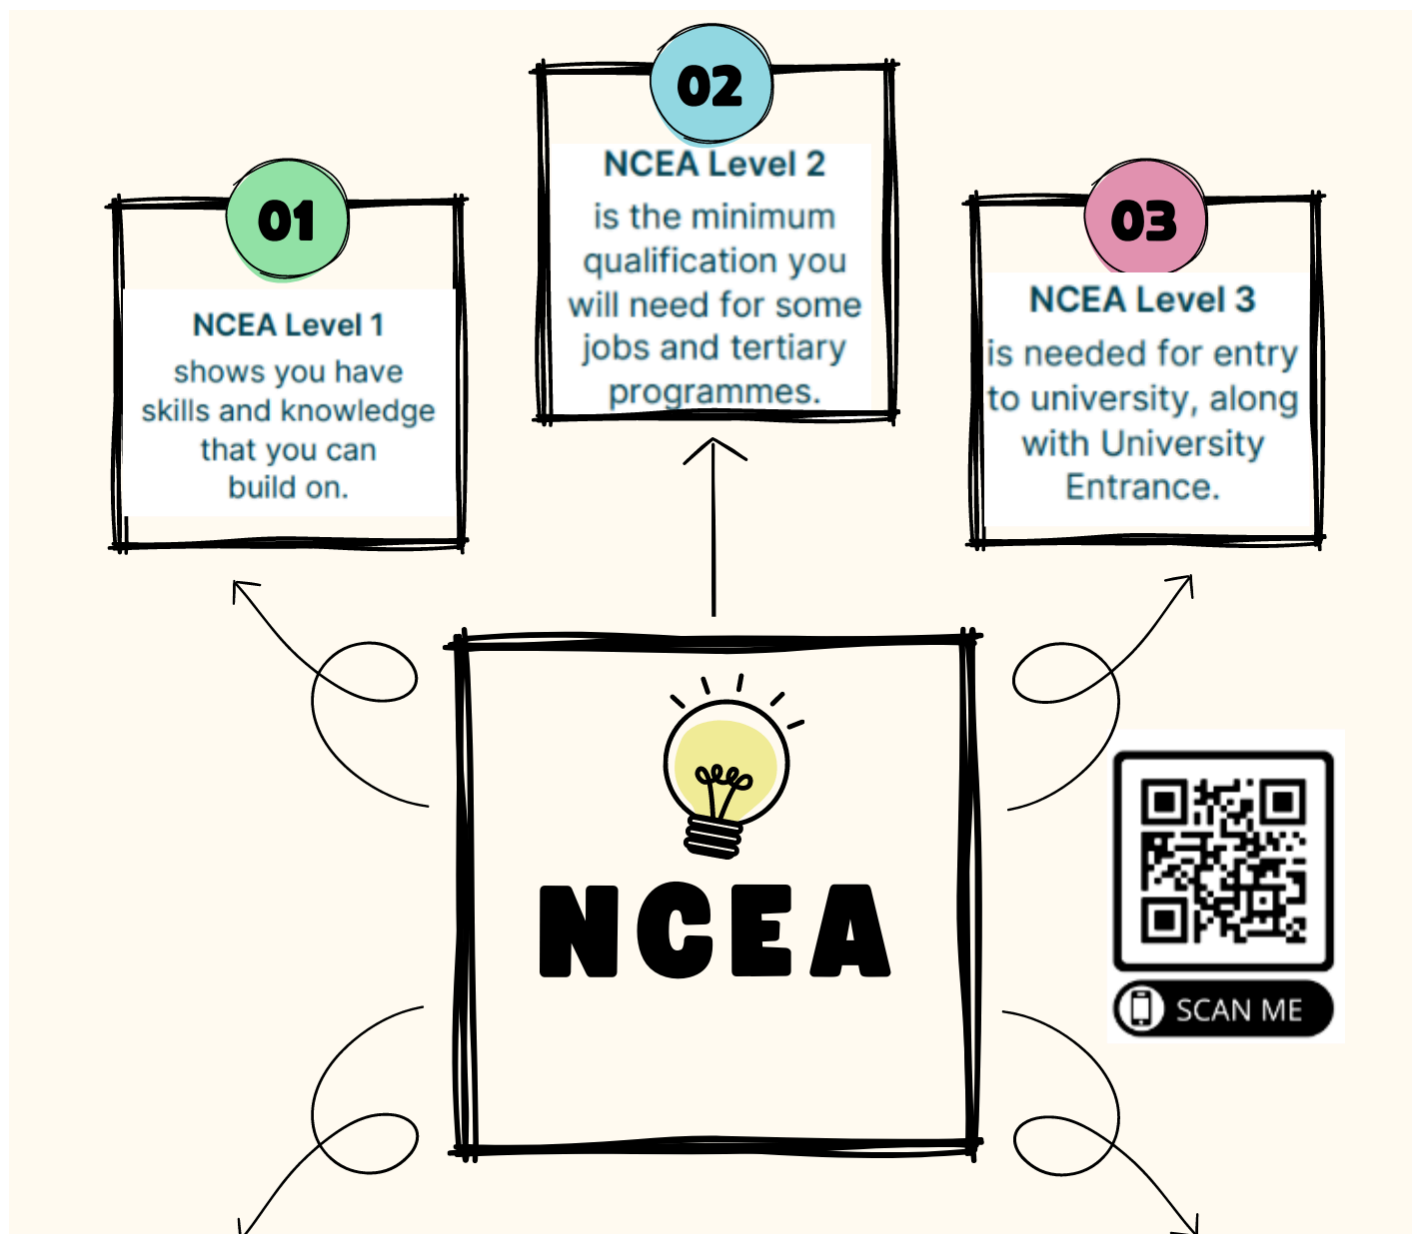 01
NCEA Level 1
shows you have
skills and knowledge
that you can
build on.
02
NCEA Level 2
is the minimum
qualification you
will need for some
jobs and tertiary
programmes.
03
NCEA Level 3
is needed for entry
to university, along
with University
Entrance.
NCEA
SCAN ME